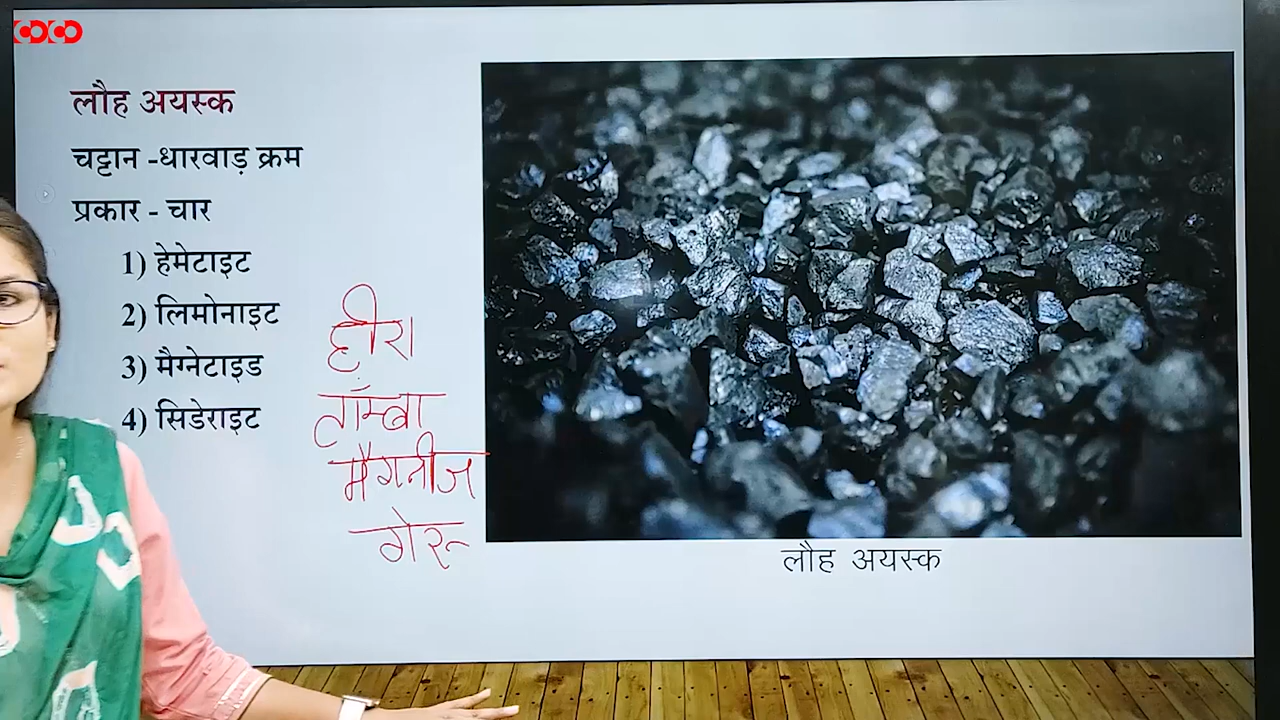 लौह अयस्क
चट्टान -धारवाड़ क्रम
प्रकार - चार
1) हेमेटाइट
2) लिमोनाइट
3) मैग्नेटाइड
4) सिडेराइट
हीरा
ताँम्बा
मैगनीज
गेरू
लौह अयस्क